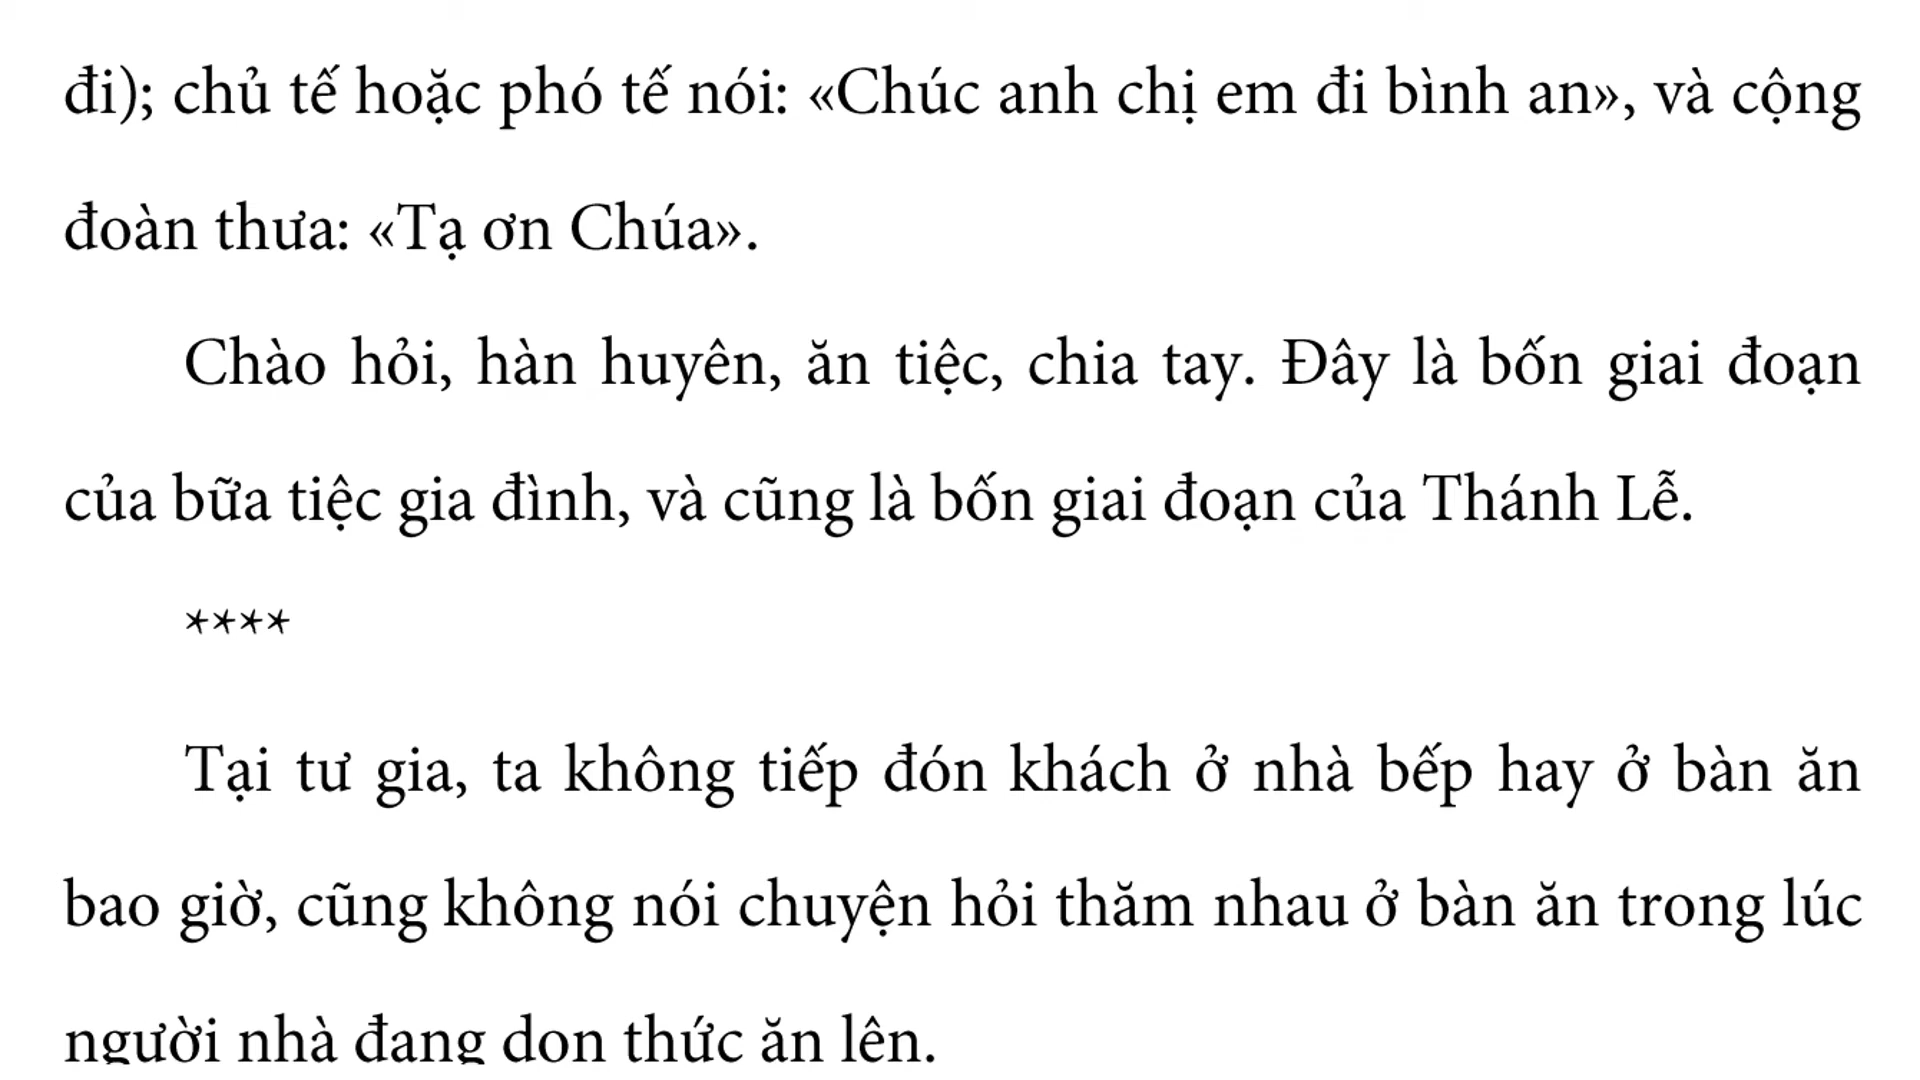 đi); chủ tế hoặc phó tế nói: «Chúc anh chị em đi bình an», và cộng
đoàn thưa: «Tạ ơn Chúa».
Chào hỏi, hàn huyên, ăn tiệc, chia tay. Đây là bốn giai đoạn
của bữa tiệc gia đình, và cũng là bốn giai đoạn của Thánh Lễ.
****
Tại tư gia, ta không tiếp đón khách ở nhà bếp hay ở bàn ăn
bao giờ, cũng không nói chuyện hỏi thăm nhau ở bàn ăn trong lúc
người nhà đang dọn thức ăn lên.